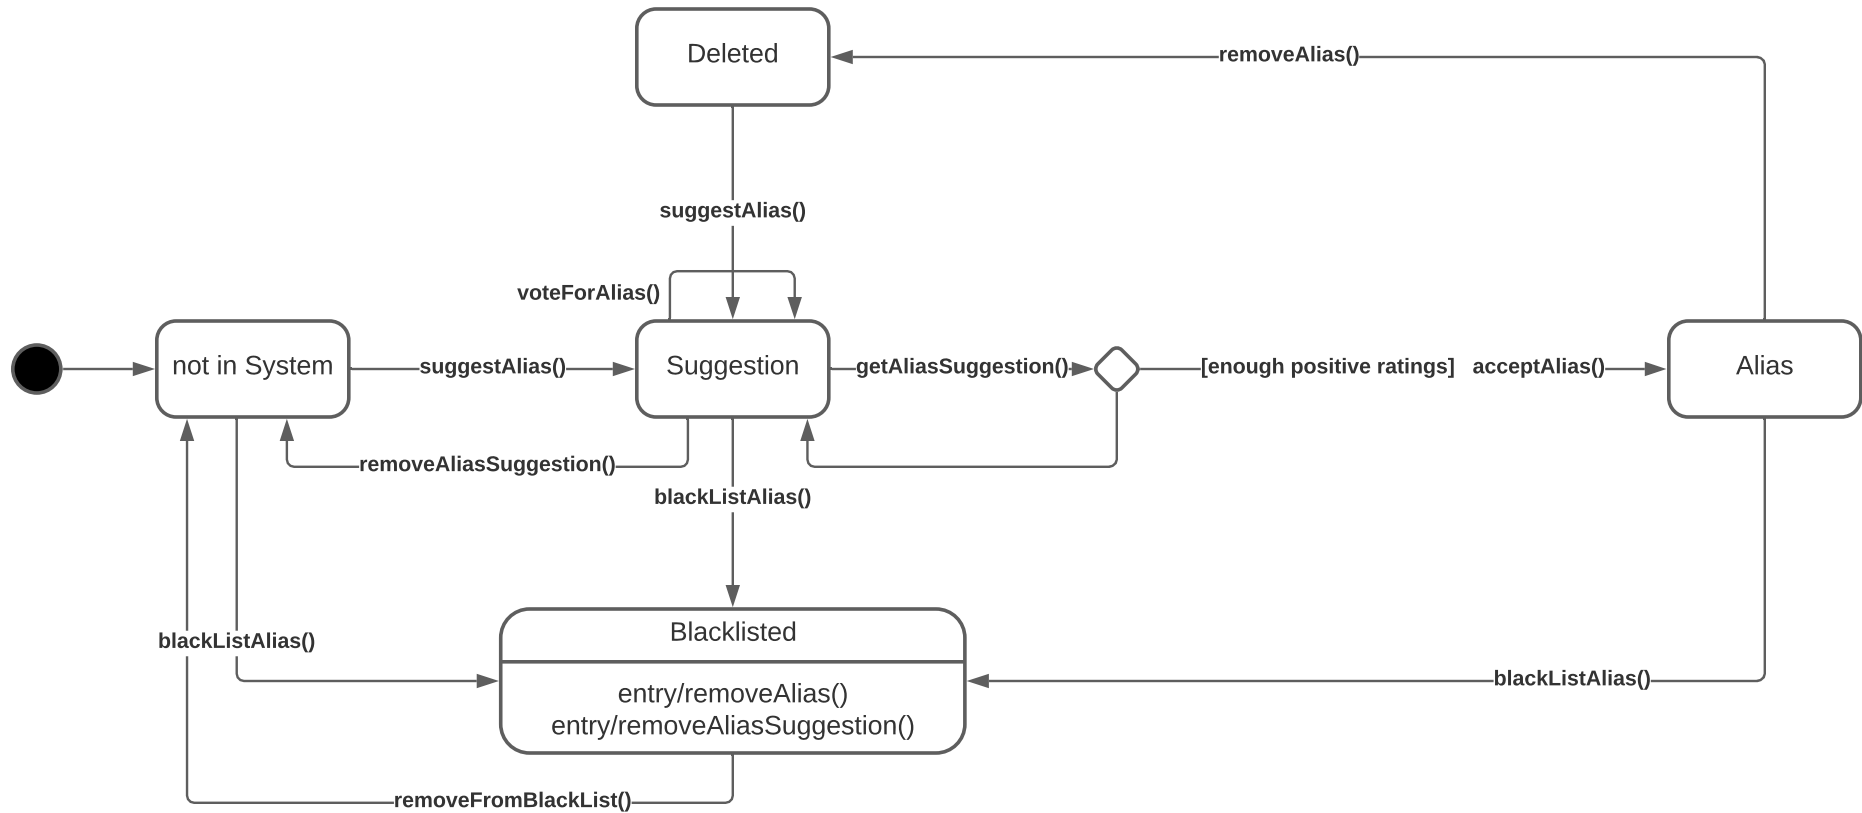 Deleted
removeAlias()
suggestAlias()
voteForAlias()
not in System
suggestAlias()
Suggestion
getAliasSuggestion()
[enough positive ratings]   acceptAlias()
Alias
removeAliasSuggestion()
blackListAlias()
Blacklisted
blackListAlias()
blackListAlias()
entry/removeAlias()
entry/removeAliasSuggestion()
removeFromBlackList()